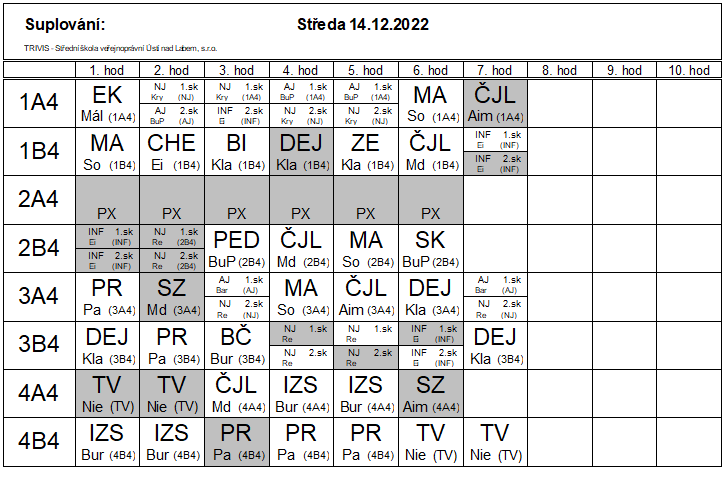 Suplování: Středa 14.12.2022
TRIVIS - Střední škola veřejnoprávní Ústí nad Labem, s.r.o.
1. hod 2. hod 3. hod 4. hod 5. hod 6. hod 7. hod 8. hod 9. hod 10. hod
1A4
EK
Mál (1A4)
NJ 1.sk
Kry (NJ)
AJ 2.sk
BuP (AJ)
NJ 1.sk
Kry (1A4)
INF 2.sk
Ei (INF)
AJ 1.sk
BuP (1A4)
NJ 2.sk
Kry (NJ)
AJ 1.sk
BuP (1A4)
NJ 2.sk
Kry (NJ)
MA
So (1A4)
ČJL
Aim (1A4)
1B4
MA
So (1B4)
CHE
Ei (1B4)
BI
Kla (1B4)
DEJ
Kla (1B4)
ZE
Kla (1B4)
ČJL
Md (1B4)
INF 1.sk
Ei (INF)
INF 2.sk
Ei (INF)
2A4
PX PX PX PX PX PX
2B4
INF 1.sk
Ei (INF)
INF 2.sk
Ei (INF)
NJ 1.sk
Re (2B4)
NJ 2.sk
Re (2B4)
PED
BuP (2B4)
ČJL
Md (2B4)
MA
So (2B4)
SK
BuP (2B4)
3A4
PR
Pa (3A4)
SZ
Md (3A4)
AJ 1.sk
Bar (AJ)
NJ 2.sk
Re (NJ)
MA
So (3A4)
ČJL
Aim (3A4)
DEJ
Kla (3A4)
AJ 1.sk
Bar (AJ)
NJ 2.sk
Re (NJ)
3B4
DEJ
Kla (3B4)
PR
Pa (3B4)
BČ
Bur (3B4)
NJ 1.sk
Re
NJ 2.sk
Re
NJ 1.sk
Re
NJ 2.sk
Re
INF 1.sk
Ei (INF)
INF 2.sk
Ei (INF)
DEJ
Kla (3B4)
4A4
TV
Nie (TV)
TV
Nie (TV)
ČJL
Md (4A4)
IZS
Bur (4A4)
IZS
Bur (4A4)
SZ
Aim (4A4)
4B4
IZS
Bur (4B4)
IZS
Bur (4B4)
PR
Pa (4B4)
PR
Pa (4B4)
PR
Pa (4B4)
TV
Nie (TV)
TV
Nie (TV)